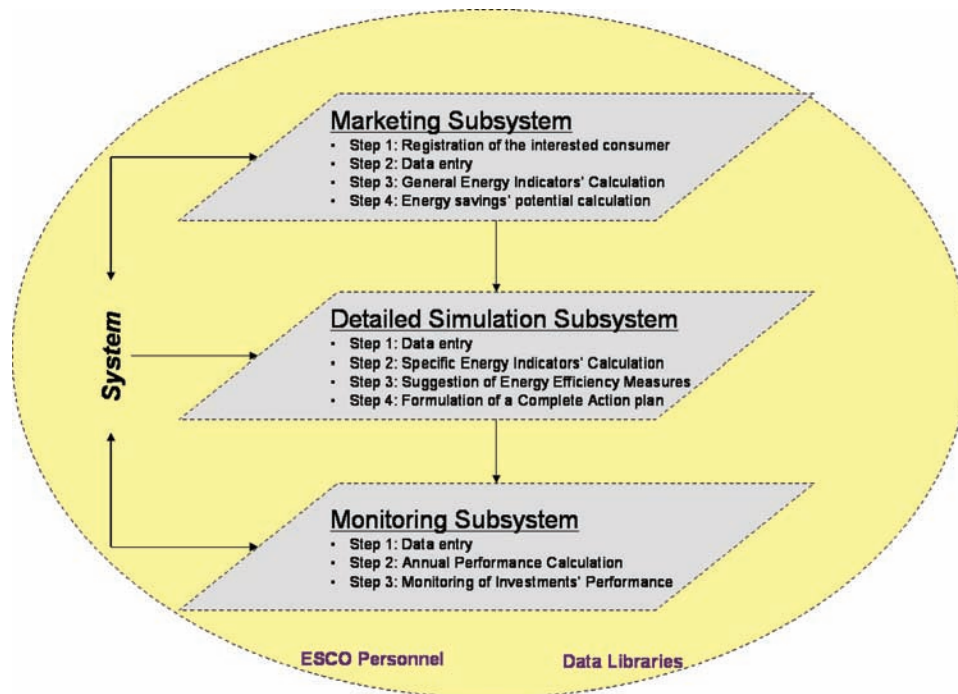 Marketing Subsystem
▪ Step 1: Registration of the interested consumer
▪ Step 2: Data entry
▪ Step 3: General Energy Indicators' Calculation
▪ Step 4: Energy savings' potential calculation
System
Detailed Simulation Subsystem
▪ Step 1: Data entry
▪ Step 2: Specific Energy Indicators' Calculation
▪ Step 3: Suggestion of Energy Efficiency Measures
▪ Step 4: Formulation of a Complete Action plan
Monitoring Subsystem
▪ Step 1: Data entry
▪ Step 2: Annual Performance Calculation
▪ Step 3: Monitoring of Investments' Performance
ESCO Personnel
Data Libraries